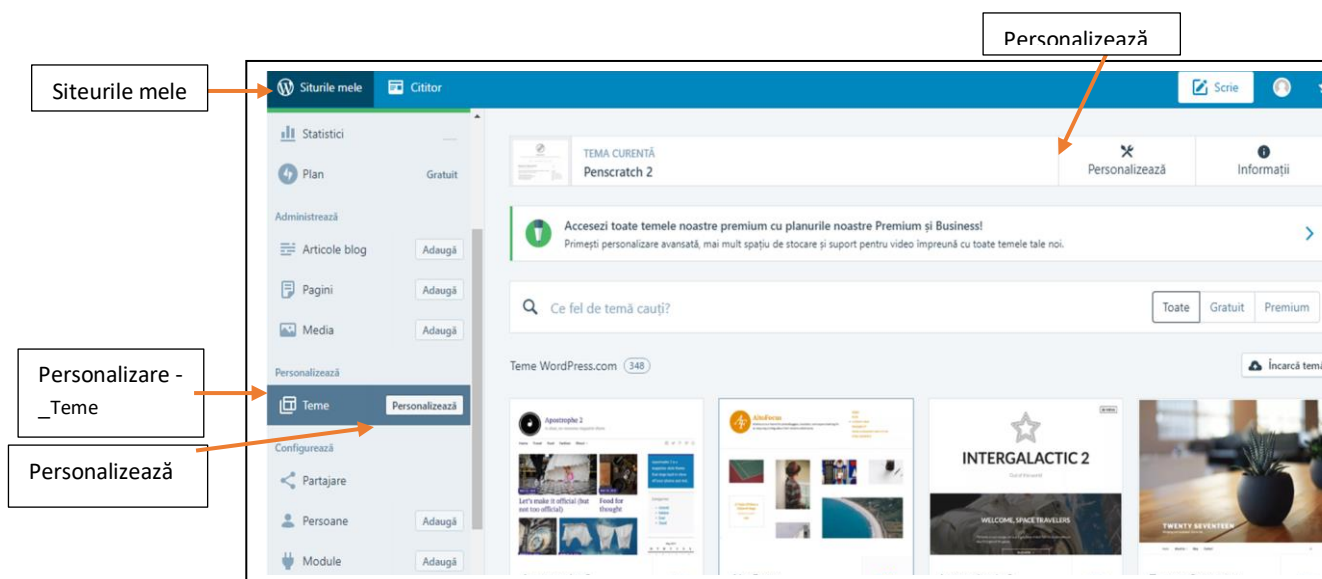 Personalizează
Siteurile mele
Siturile mele
Cititor
Scrie
Statistici
Plan
Gratuit
TEMA CURENTĂ
Penscratch 2
Personalizează
Informații
Administrează
Articole blog
Adaugă
Pagini
Adaugă
Media
Adaugă
Accesezi toate temele noastre premium cu planurile noastre Premium și Business!
Primești personalizare avansată, mai mult spațiu de stocare și suport pentru video împreună cu toate temele tale noi.
Ce fel de temă cauți?
Toate
Gratuit
Premium
Personalizare -
_Teme
Personalizează
Teme
Personalizează
Personalizează
Configurează
Partajare
Persoane
Adaugă
Module
Adaugă
Teme WordPress.com
348
Încarcă temă
Apostrophe 2
Let's make it official (but
not too official)
Food for
thought
INTERGALACTIC 2
WELCOME, SPACE TRAVELERS
TWENTY SEVENTEEN